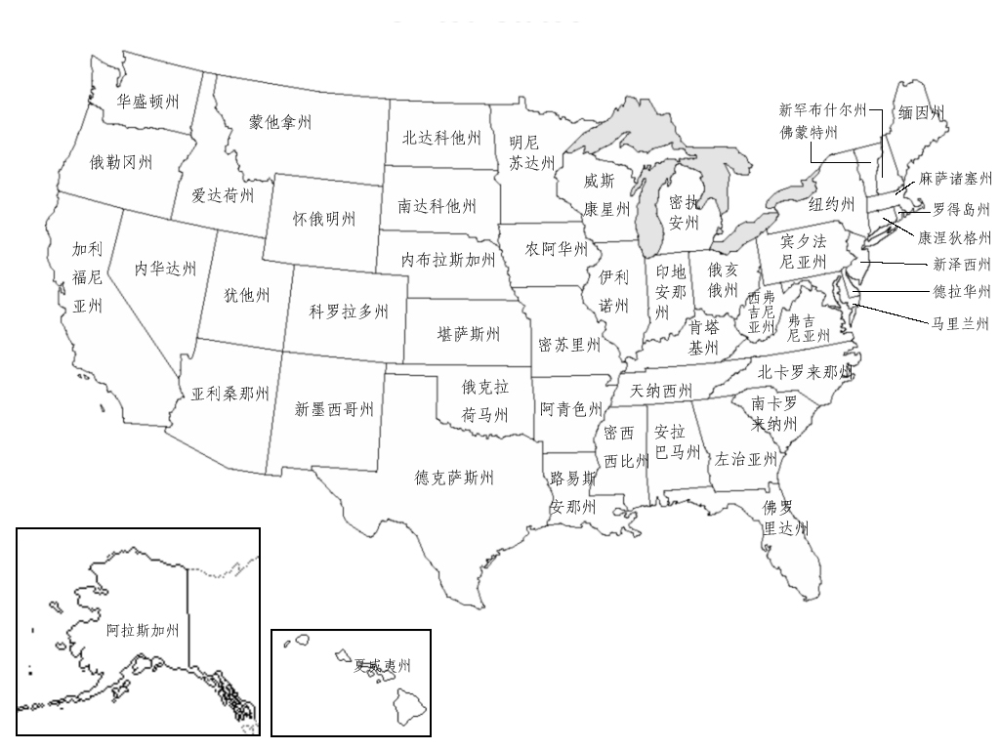 华盛顿州
蒙他拿州
北达科他州
明尼
苏达州
新罕布什尔州
佛蒙特州
缅因州
俄勒冈州
爱达荷州
怀俄明州
南达科他州
威斯
康星州
密执
安州
纽约州
麻萨诸塞州
罗得岛州
康涅狄格州
新泽西州
德拉华州
马里兰州
加利
福尼
亚州
内华达州
犹他州
科罗拉多州
内布拉斯加州
农阿华州
伊利
诺州
印地
安那
州
俄亥
俄州
宾夕法
尼亚州
西弗
吉尼
亚州
弗吉
尼亚州
堪萨斯州
密苏里州
肯塔
基州
北卡罗来那州
亚利桑那州
新墨西哥州
俄克拉
荷马州
阿青色州
天纳西州
南卡罗
来纳州
密西
西比州
安拉
巴马州
左治亚州
德克萨斯州
路易斯
安那州
佛罗
里达州
阿拉斯加州
夏威夷州